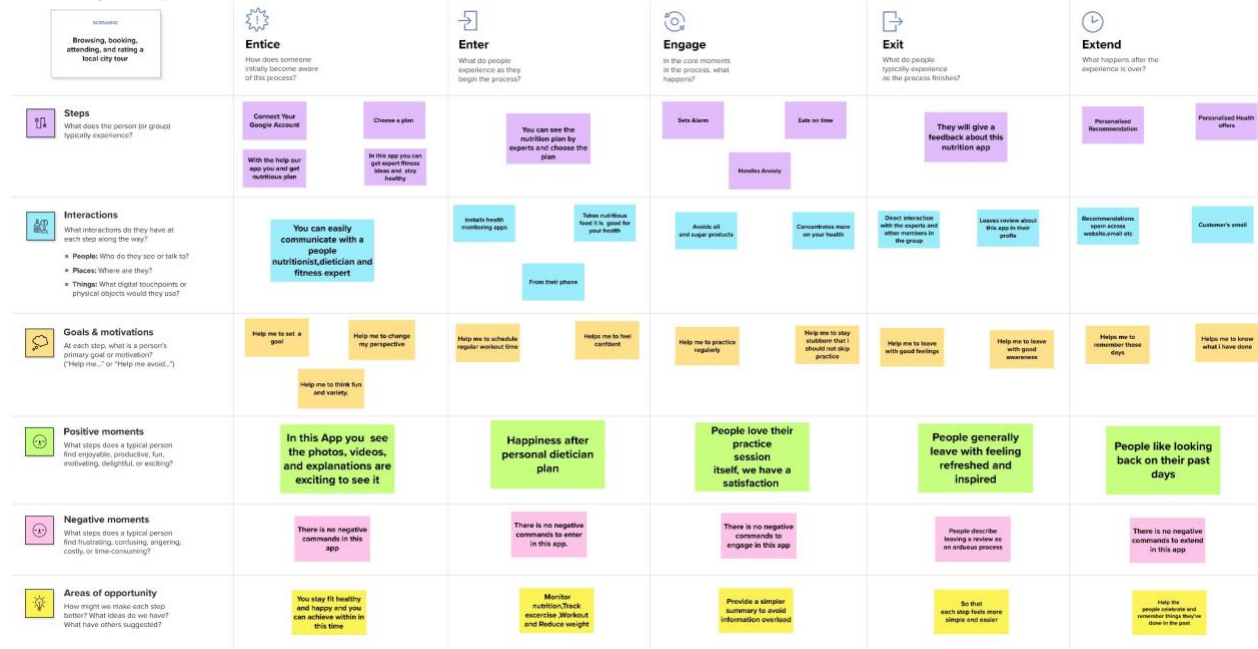 SCENARIO
Browsing, booking,
attending, and rating a
local city tour
Entice
How does someone
initially become aware
of this process?
Enter
What do people
experience as they
begin the process?
Engage
In the core moments
in the process, what
happens?
Exit
What do people
typically experience
as the process finishes?
Extend
What happens after the
experience is over?
Steps
What does the person (or group)
typically experience?
Connect Your
Google Account
Choose a plan
With the help our
app you and get
nutritious plan
In this app you can
get expert fitness
ideas and stay
healthy
You can see the
nutrition plan by
experts and choose the
plan
Sets Alarm
Eats on time
Handles Anxiety
They will give a
feedback about this
nutrition app
Personalised
Recommendation
Personalised Health
offers
Interactions
What interactions do they have at
each step along the way?
People: Who do they see or talk to?
Places: Where are they?
Things: What digital touchpoints or
physical objects would they use?
You can easily
communicate with a
people
nutritionist,dietician and
fitness expert
Installs health
monitoring apps
Takes nutritious
food it is good for
your health
From their phone
Avoids oil
and sugar products
Concentrates more
on your health
Direct interaction
with the experts and
other members in
the group
Leaves review about
this app in their
profile
Recommendations
spam across
website,email etc
Customer's email
Goals & motivations
At each step, what is a person's
primary goal or motivation?
("Help me..." or "Help me avoid...")
Help me to set a
goal
Help me to change
my perspective
Help me to think fun
and variety.
Help me to schedule
regular workout time
Helps me to feel
confident
Help me to practice
regularly
Help me to stay
stubborn that i
should not skip
practice
Help me to leave
with good feelings
Help me to leave
with good
awareness
Helps me to
remember those
days
Helps me to know
what i have done
Positive moments
What steps does a typical person
find enjoyable, productive, fun,
motivating, delightful, or exciting?
In this App you see
the photos, videos,
and explanations are
exciting to see it
Happiness after
personal dietician
plan
People love their
practice
session
itself, we have a
satisfaction
People generally
leave with feeling
refreshed and
inspired
People like looking
back on their past
days
Negative moments
What steps does a typical person
find frustrating, confusing, angering,
costly, or time-consuming?
There is no negative
commands in this
app
There is no negative
commands to enter
in this app.
There is no negative
commands to
engage in this app
People describe
leaving a review as
an arduous process
There is no negative
commands to extend
in this app
Areas of opportunity
How might we make each step
better? What ideas do we have?
What have others suggested?
You stay fit healthy
and happy and you
can achieve within in
this time
Monitor
nutrition,Track
excercise ,Workout
and Reduce weight
Provide a simpler
summary to avoid
information overload
So that
each step feels more
simple and easier
Help the
people celebrate and
remember things they've
done in the past